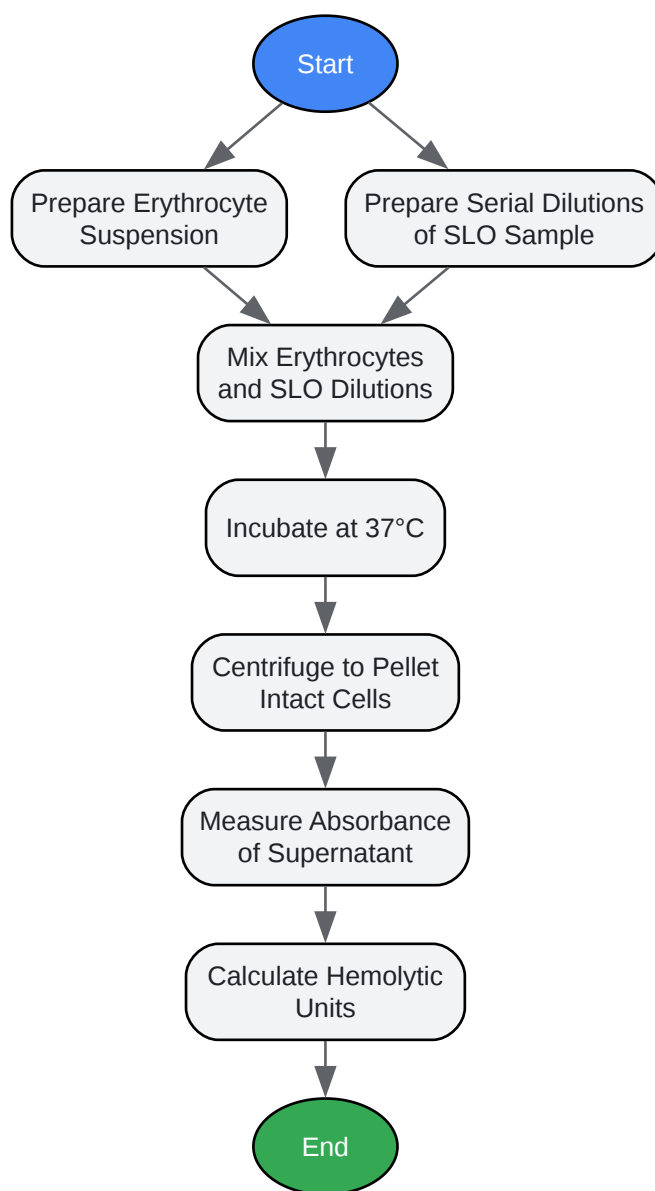 Start
Prepare Erythrocyte
Suspension
Prepare Serial Dilutions
of SLO Sample
Mix Erythrocytes
and SLO Dilutions
Incubate at 37°C
Centrifuge to Pellet
Intact Cells
Measure Absorbance
of Supernatant
Calculate Hemolytic
Units
End